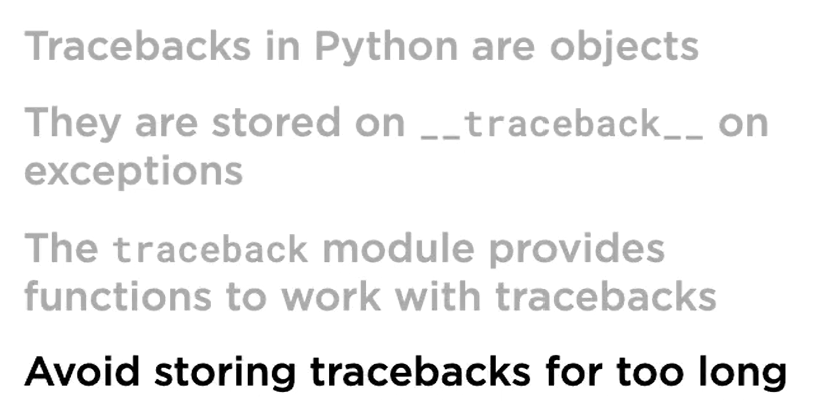 Tracebacks in Python are objects
They are stored on __traceback__ on
exceptions
The traceback module provides
functions to work with tracebacks
Avoid storing tracebacks for too long